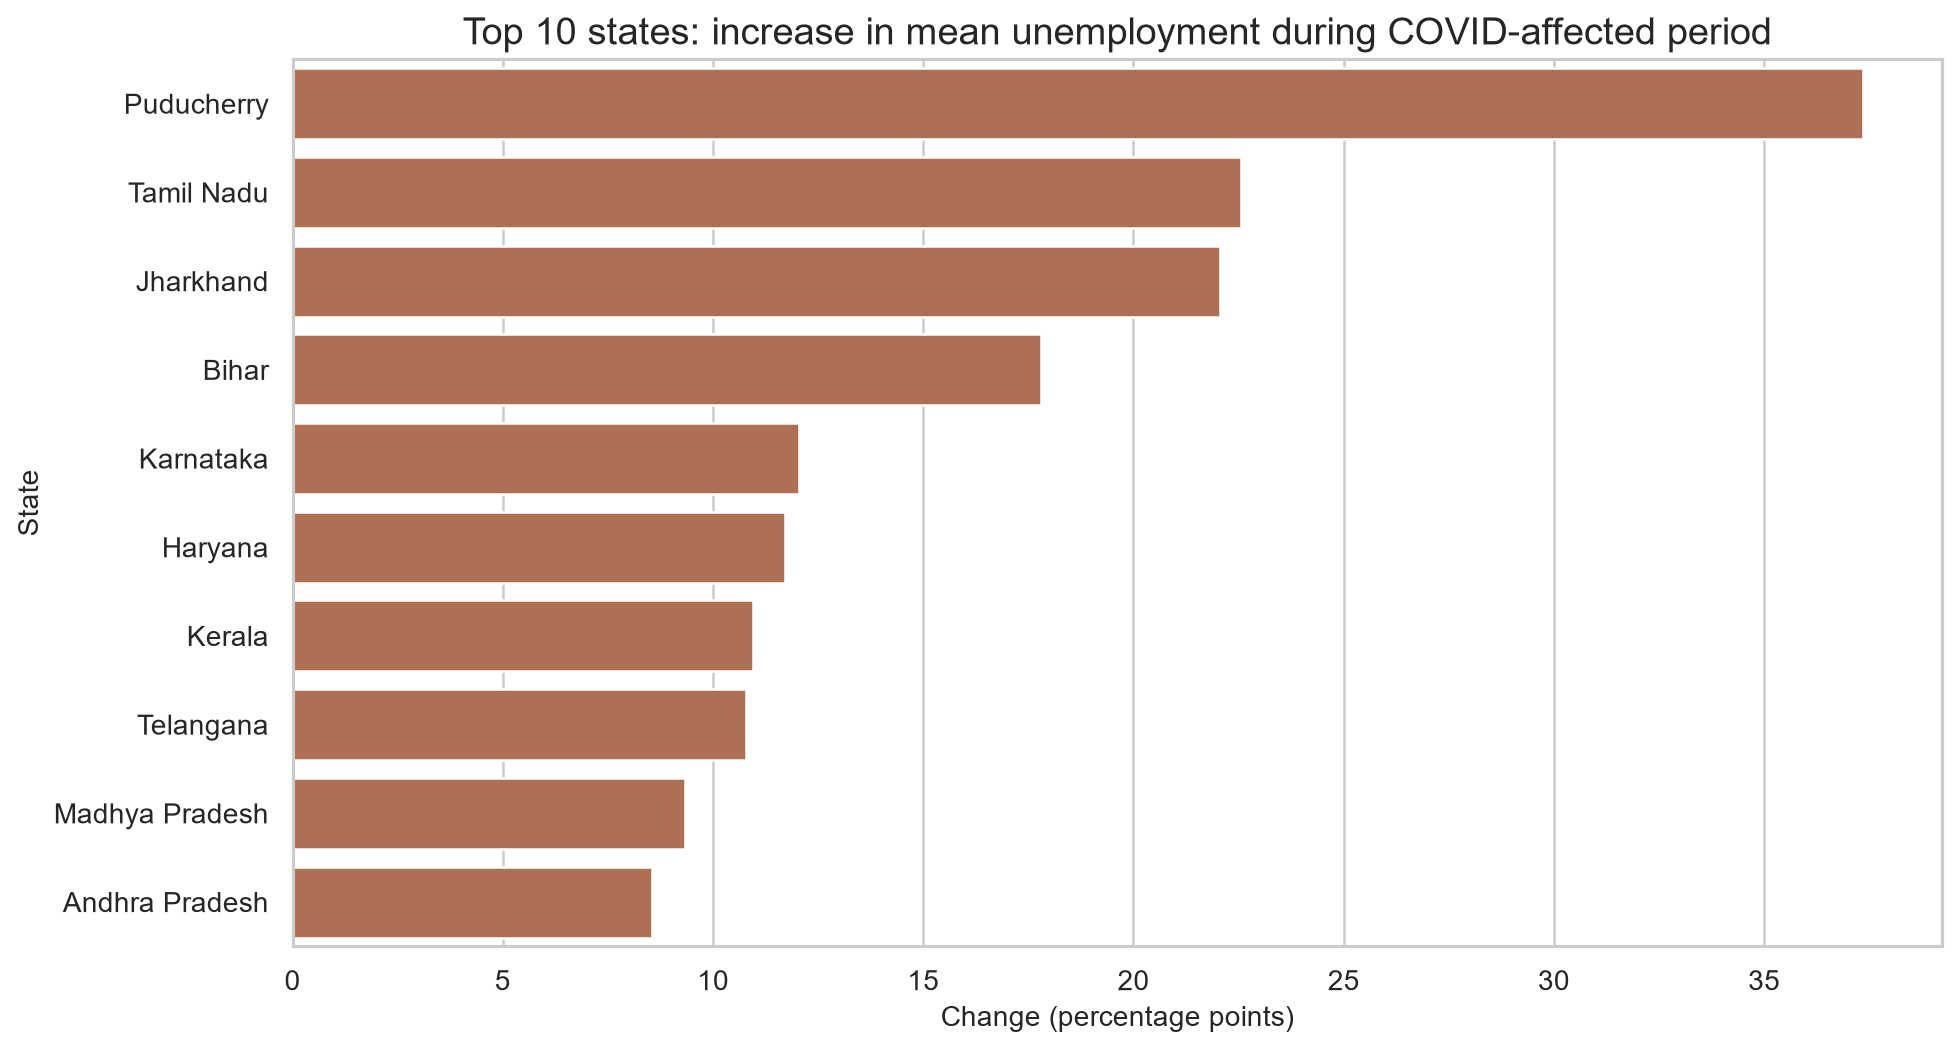 Top 10 states: increase in mean unemployment during COVID-affected period
Puducherry
Tamil Nadu
Jharkhand
Bihar
Karnataka
Haryana
Kerala
Telangana
Madhya Pradesh
Andhra Pradesh
State
0 5 10 15 20 25 30 35
Change (percentage points)